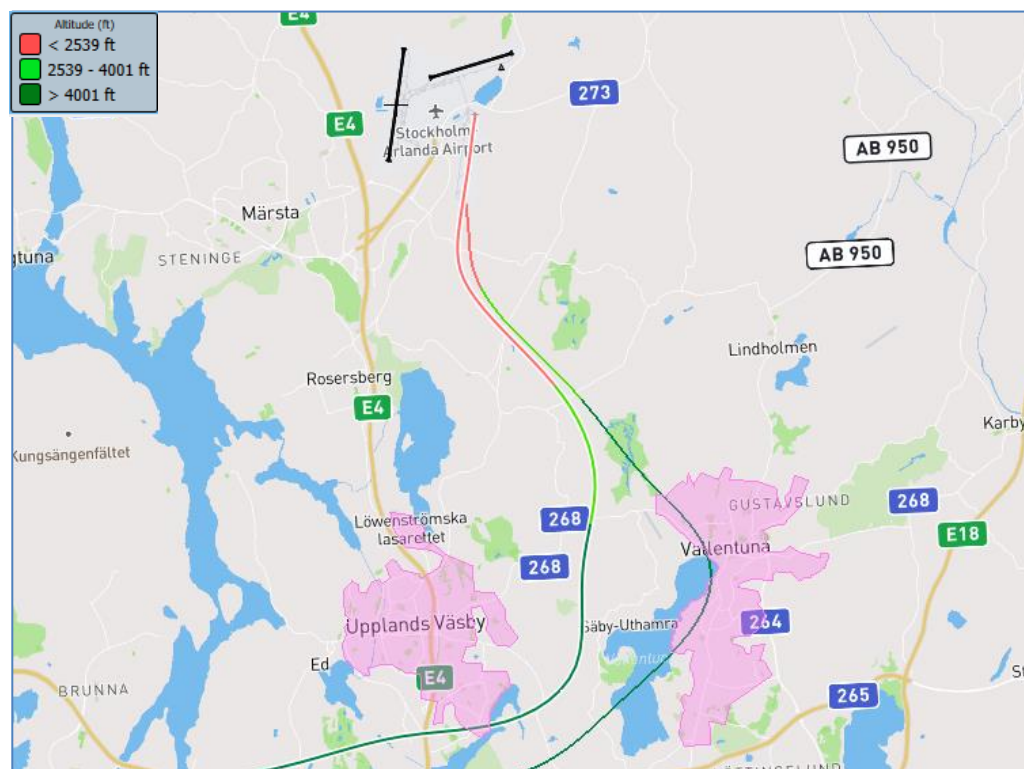 Altitude (ft)
< 2539 ft
2539 - 4001 ft
> 4001 ft
E4
273
E4
Stockholm
Arlanda Airport
AB 950
Märsta
gtuna
STENINGE
AB 950
Lindholmen
Rosersberg
E4
Karby
Kungsängenfältet
GUSTAVSLUND
268
Löwenströmska
lasarettet
268
E18
Vallentuna
268
Upplands Väsby
Säby-Uthamra
264
Ed
E4
BRUNNA
265